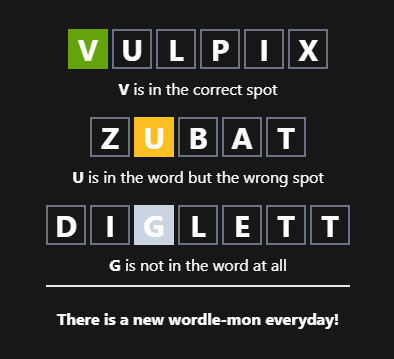 VULPIX
V is in the correct spot
ZUBAT
U is in the word but the wrong spot
DIGLETT
G is not in the word at all
There is a new wordle-mon everyday!